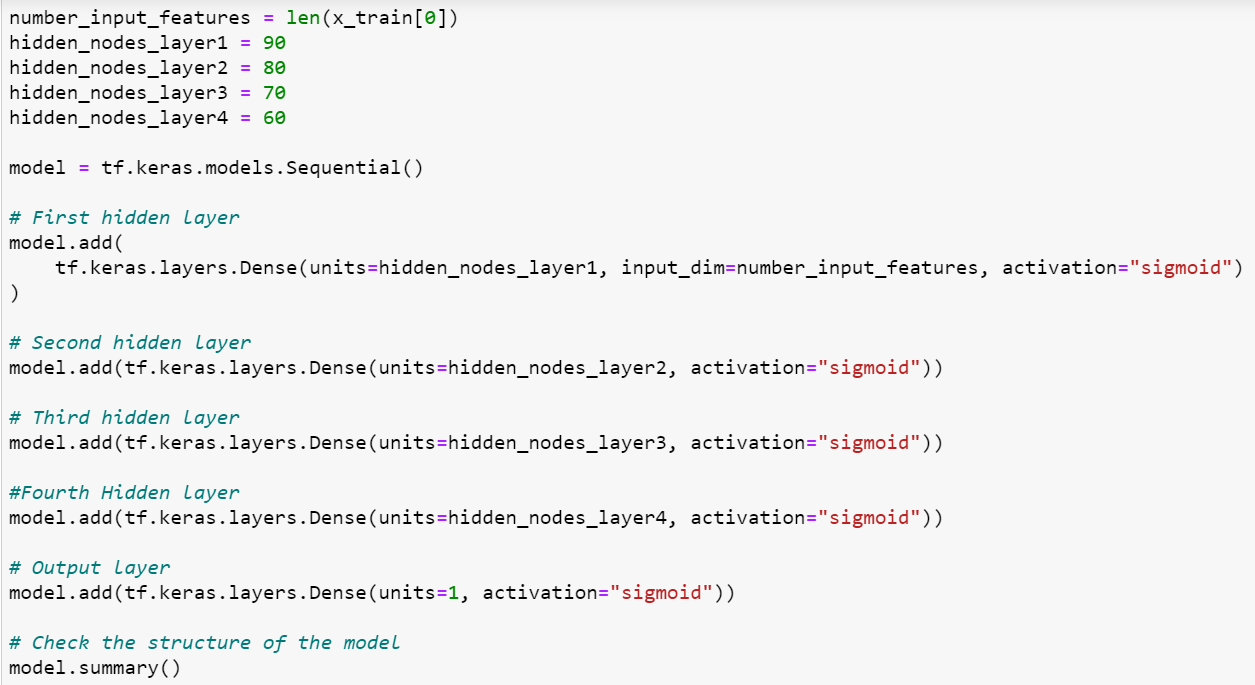 number_input_features = len(x_train[0])
hidden_nodes_layer1 = 90
hidden_nodes_layer2 = 80
hidden_nodes_layer3 = 70
hidden_nodes_layer4 = 60

model = tf.keras.models.Sequential()

# First hidden layer
model.add(
    tf.keras.layers.Dense(units=hidden_nodes_layer1, input_dim=number_input_features, activation="sigmoid")
)

# Second hidden layer
model.add(tf.keras.layers.Dense(units=hidden_nodes_layer2, activation="sigmoid"))

# Third hidden layer
model.add(tf.keras.layers.Dense(units=hidden_nodes_layer3, activation="sigmoid"))

#Fourth Hidden layer
model.add(tf.keras.layers.Dense(units=hidden_nodes_layer4, activation="sigmoid"))

# Output layer
model.add(tf.keras.layers.Dense(units=1, activation="sigmoid"))

# Check the structure of the model
model.summary()